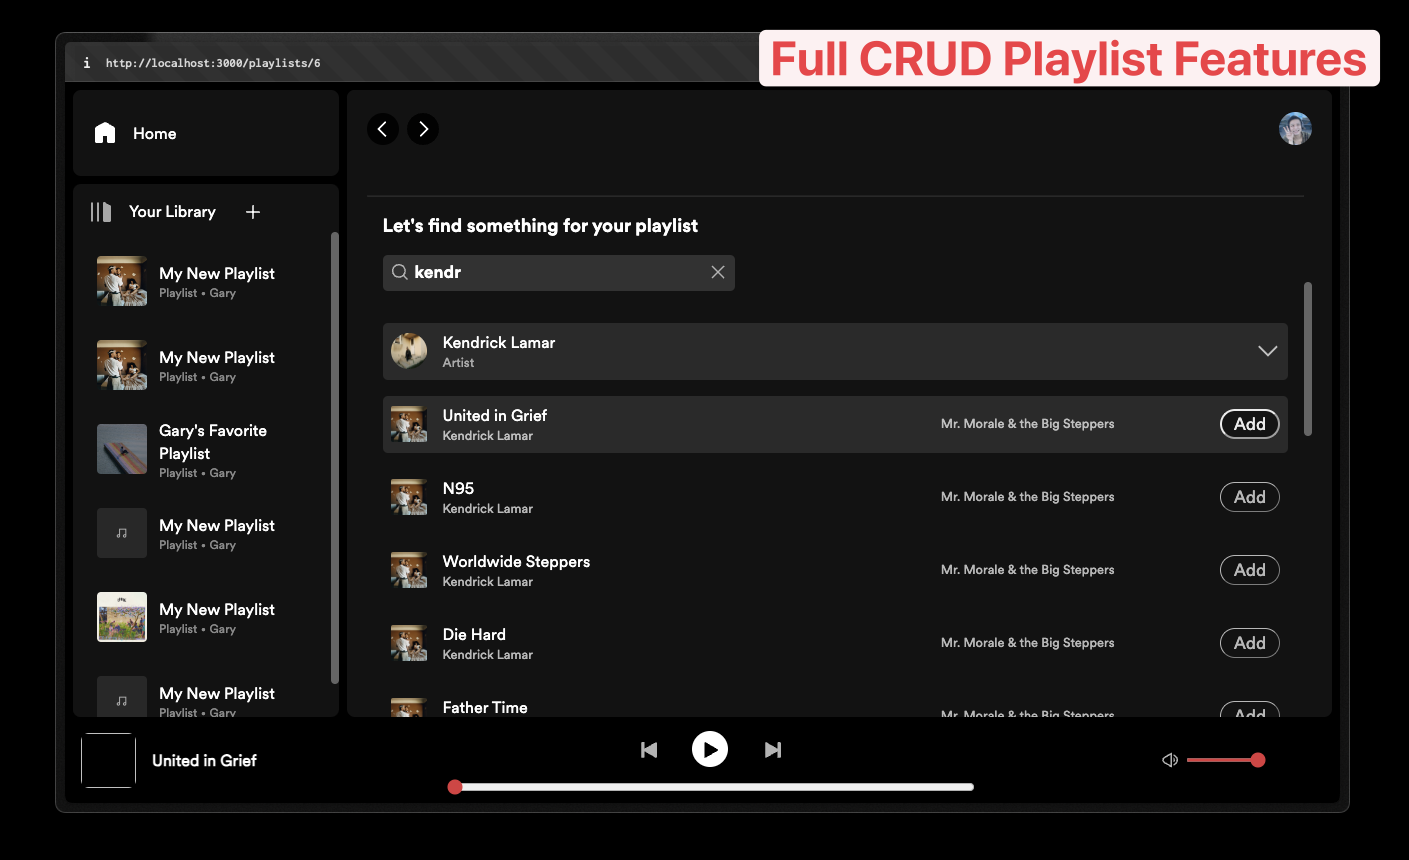 Full CRUD Playlist Features
i http://localhost:3000/playlists/6
Home
Your Library
My New Playlist
Playlist • Gary
My New Playlist
Playlist • Gary
Gary's Favorite
Playlist
Playlist • Gary
My New Playlist
Playlist • Gary
My New Playlist
Playlist • Gary
My New Playlist
Playlist • Gary
Let's find something for your playlist
kendr
Kendrick Lamar
Artist
United in Grief
Kendrick Lamar
Mr. Morale & the Big Steppers
Add
N95
Kendrick Lamar
Mr. Morale & the Big Steppers
Add
Worldwide Steppers
Kendrick Lamar
Mr. Morale & the Big Steppers
Add
Die Hard
Kendrick Lamar
Mr. Morale & the Big Steppers
Add
Father Time
Mr. Morale & the Big Steppers
Add
United in Grief